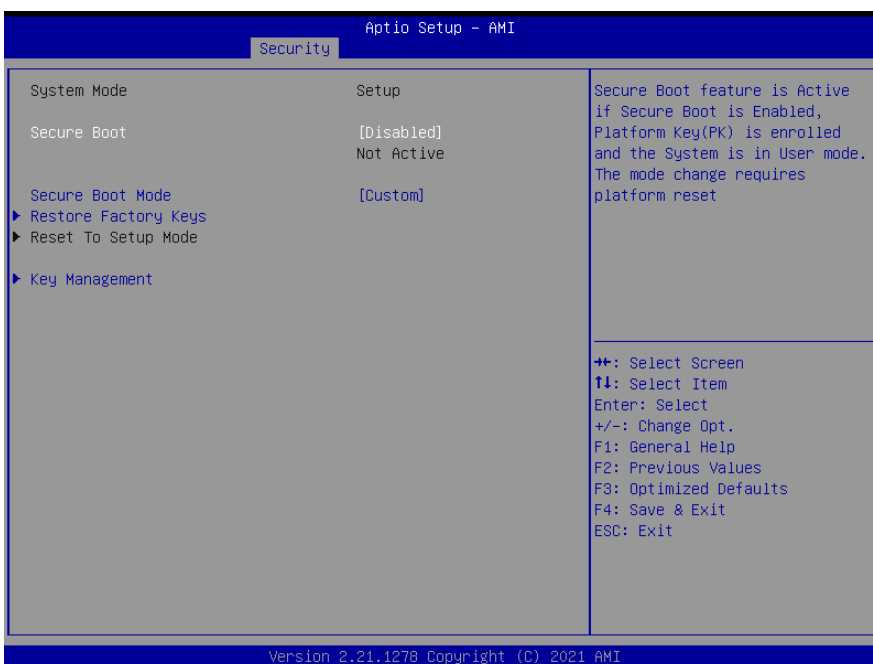 Aptio Setup - AMI
Security
System Mode Setup
Secure Boot [Disabled]
Not Active
Secure Boot Mode [Custom]
Restore Factory Keys
Reset To Setup Mode
Key Management
Secure Boot feature is Active
if Secure Boot is Enabled,
Platform Key(PK) is enrolled
and the System is in User mode.
The mode change requires
platform reset
→←: Select Screen
↑↓: Select Item
Enter: Select
+/-: Change Opt.
F1: General Help
F2: Previous Values
F3: Optimized Defaults
F4: Save & Exit
ESC: Exit
Version 2.21.1278 Copyright (C) 2021 AMI